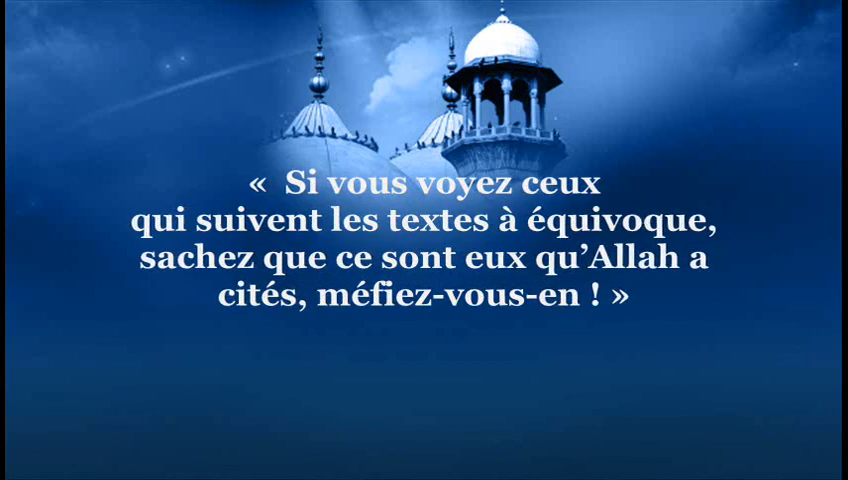 «  Si vous voyez ceux
qui suivent les textes à équivoque,
sachez que ce sont eux qu’Allah a
cités, méfiez-vous-en ! »